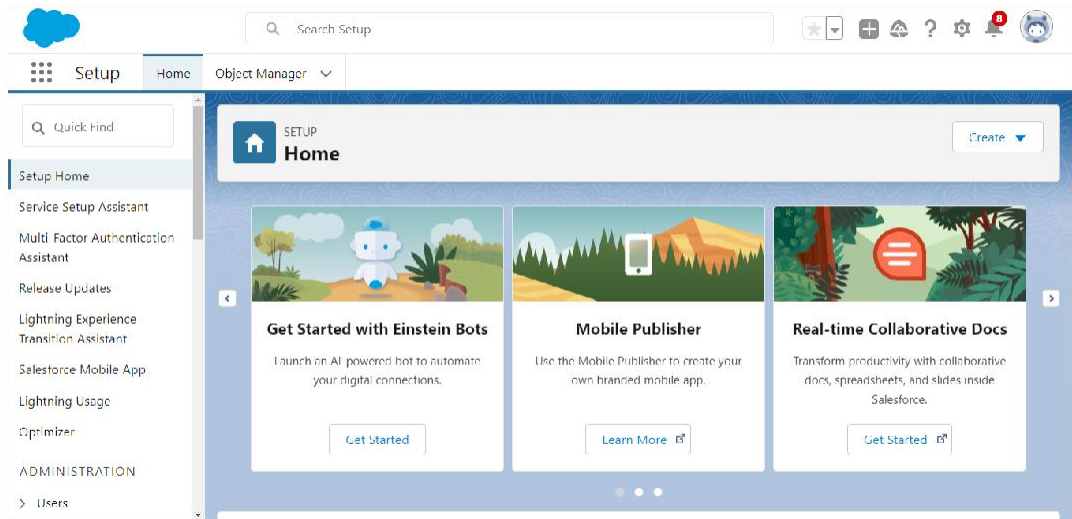 Search Setup
8
Setup
Home
Object Manager
Quick Find
Setup Home
Service Setup Assistant
Multi-Factor Authentication
Assistant
Release Updates
Lightning Experience
Transition Assistant
Salesforce Mobile App
Lightning Usage
Optimizer
ADMINISTRATION
Users
SETUP
Home
Create
Get Started with Einstein Bots
Launch an AI-powered bot to automate
your digital connections.
Get Started
Mobile Publisher
Use the Mobile Publisher to create your
own branded mobile app.
Learn More
Real-time Collaborative Docs
Transform productivity with collaborative
docs, spreadsheets, and slides inside
Salesforce.
Get Started